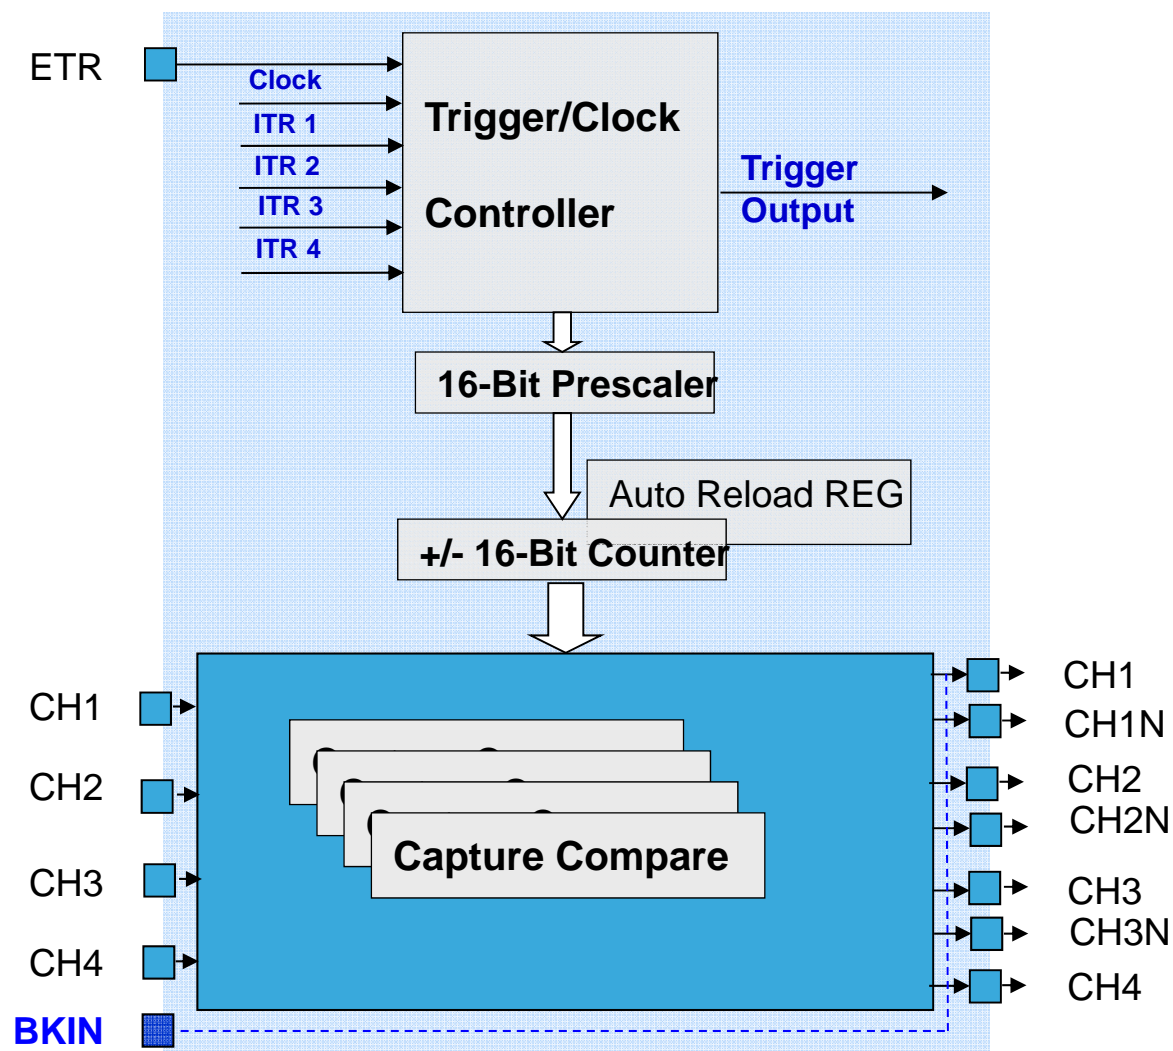 ETR
Clock
ITR 1
ITR 2
ITR 3
ITR 4
Trigger/Clock
Controller
Trigger
Output
16-Bit Prescaler
Auto Reload REG
+/- 16-Bit Counter
CH1
CH2
CH3
CH4
BKIN
Capture Compare
CH1
CH1N
CH2
CH2N
CH3
CH3N
CH4